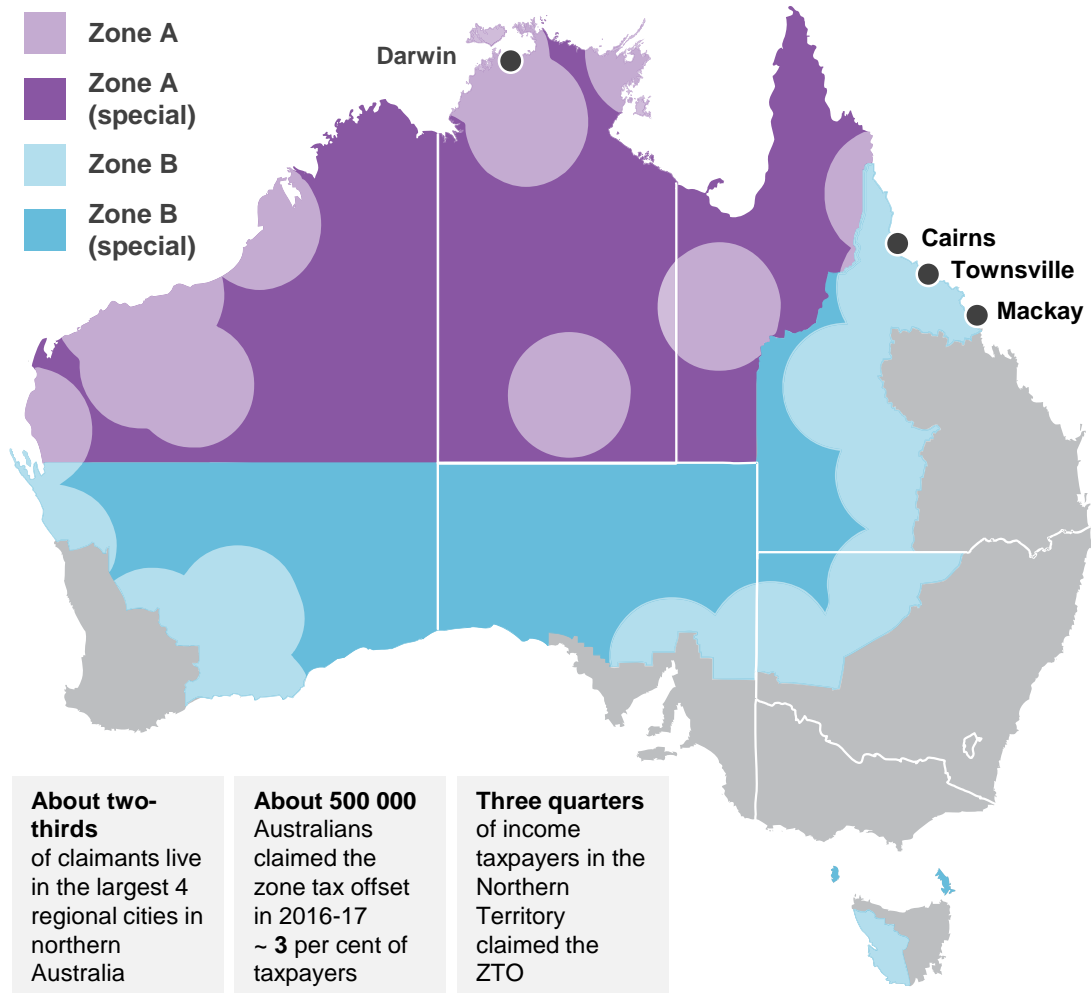 Zone A
Zone A
(special)
Zone B
Zone B
(special)
Darwin
Cairns
Townsville
Mackay
About two-
thirds
of claimants live
in the largest 4
regional cities in
northern
Australia
About 500 000
Australians
claimed the
zone tax offset
in 2016-17
~ 3 per cent of
taxpayers
Three quarters
of income
taxpayers in the
Northern
Territory
claimed the
ZTO